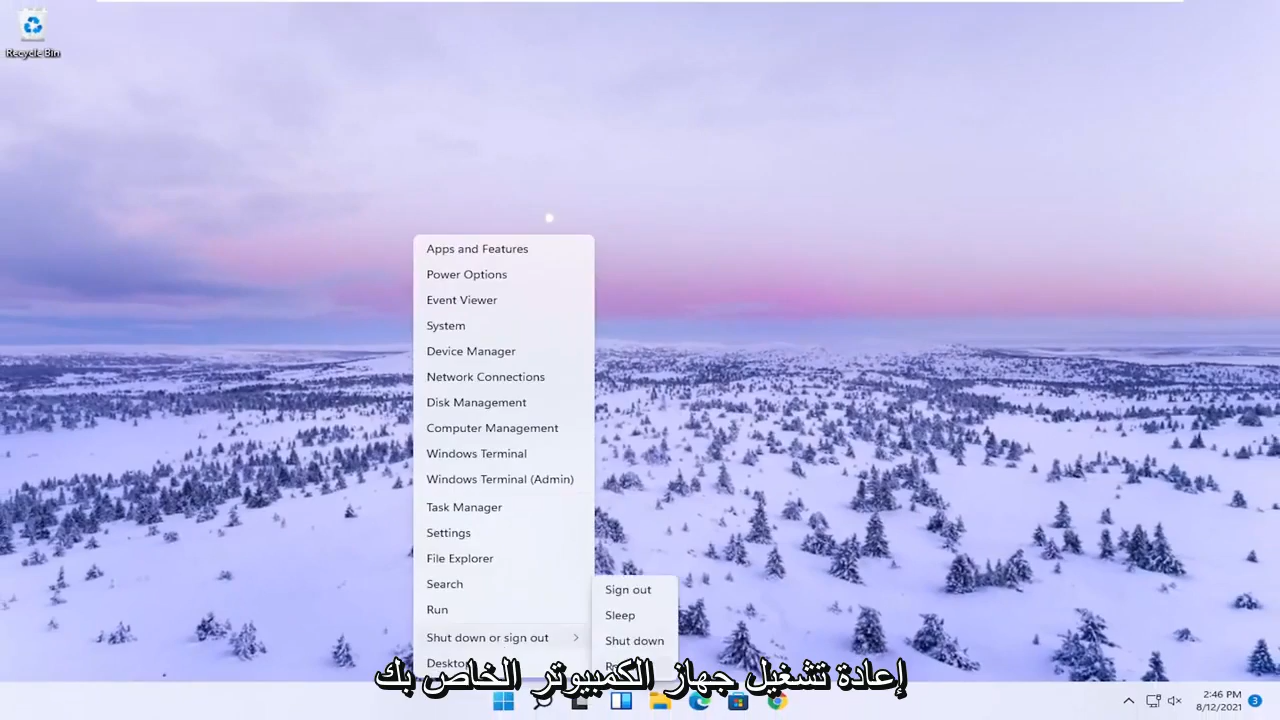 Recycle Bin
Apps and Features
Power Options
Event Viewer
System
Device Manager
Network Connections
Disk Management
Computer Management
Windows Terminal
Windows Terminal (Admin)
Task Manager
Settings
File Explorer
Search
Run
Shut down or sign out
Desktop
Sign out
Sleep
Shut down
إعادة تشغيل جهاز الكمبيوتر الخاص بك
2:46 PM
8/12/2021
3